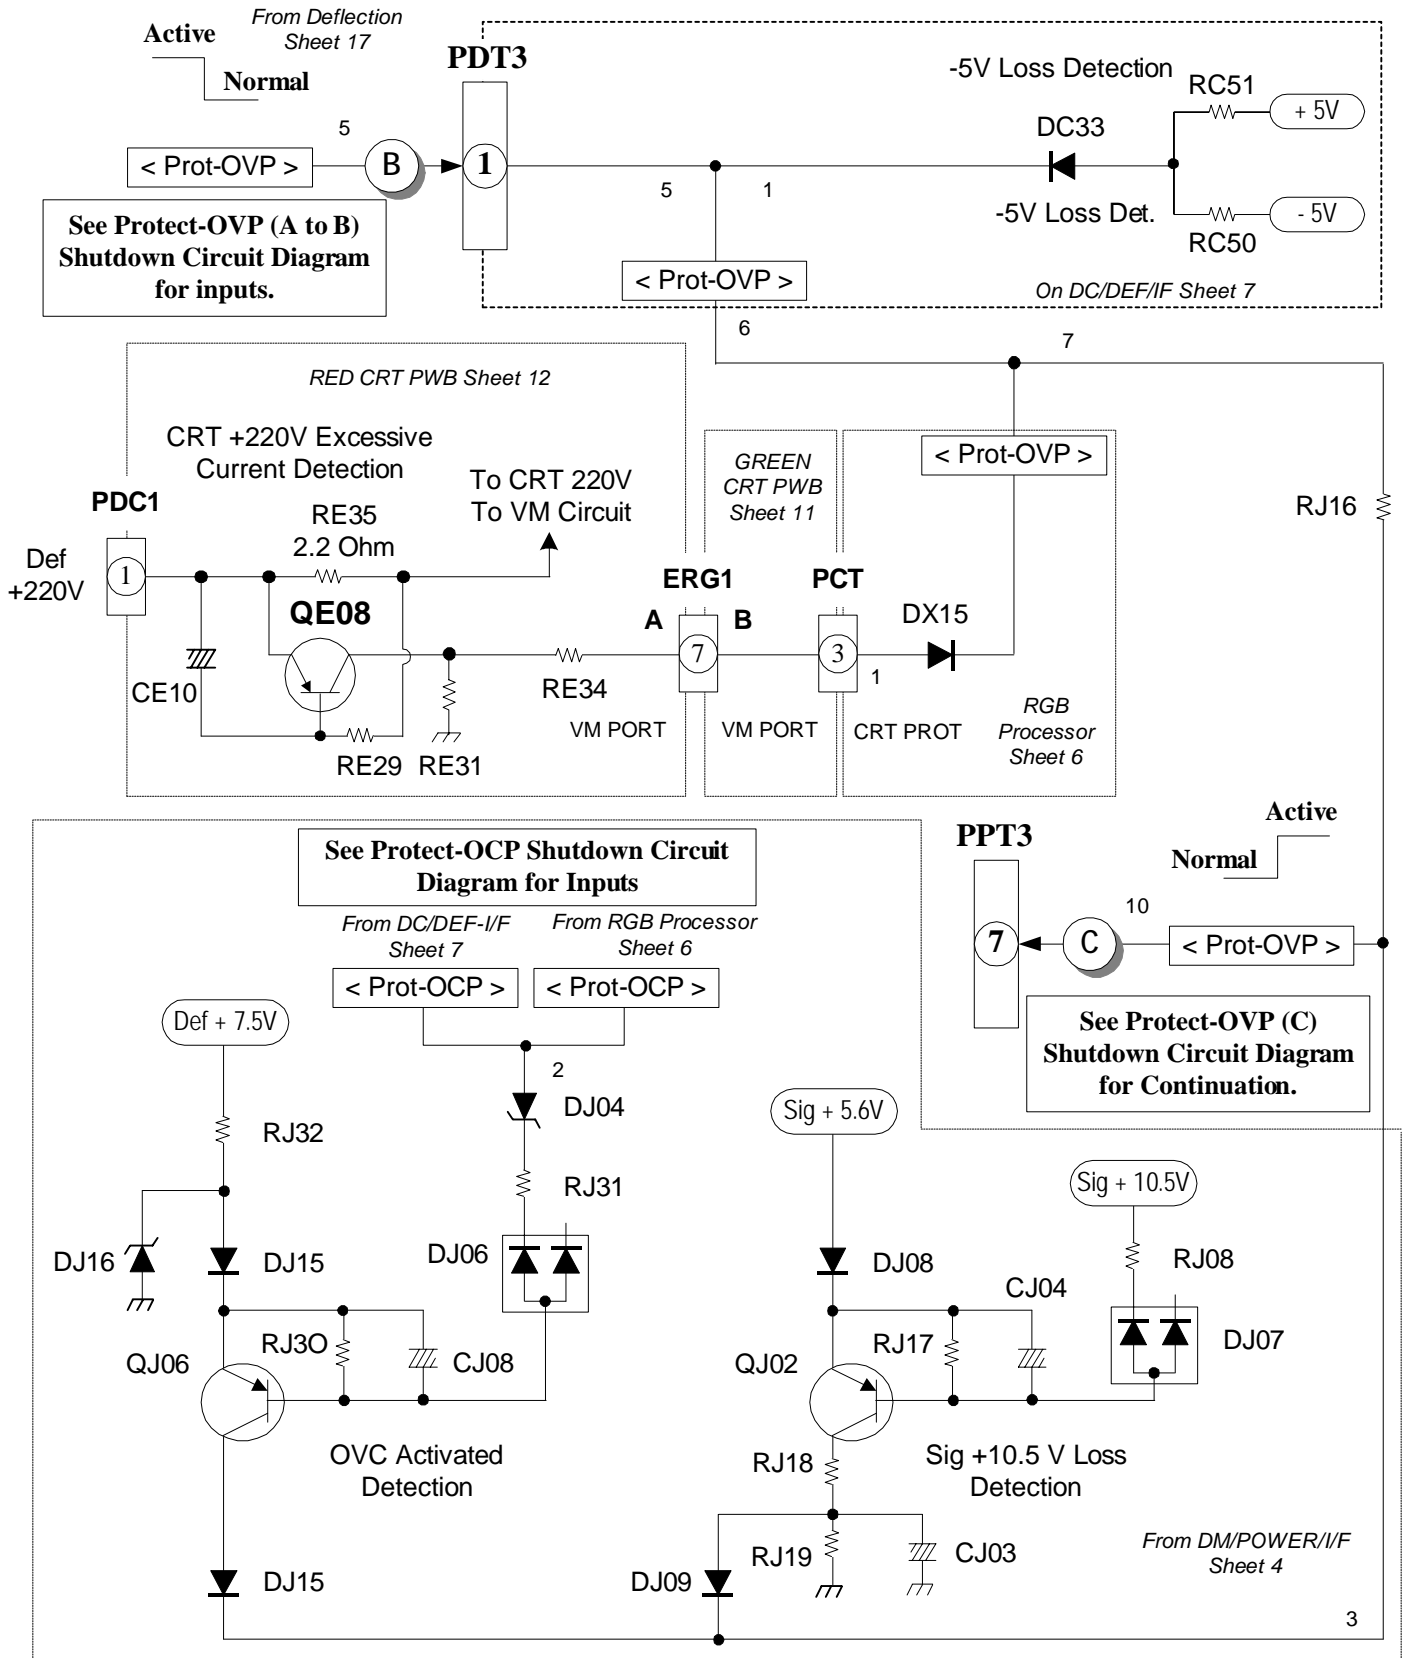 From Deflection
Sheet 17
Active
Normal
PDT3
-5V Loss Detection
RC51
+ 5V
DC33
5
< Prot-OVP >
B
1
5
1
-5V Loss Det.
- 5V
RC50
See Protect-OVP (A to B)
Shutdown Circuit Diagram
for inputs.
< Prot-OVP >
On DC/DEF/IF Sheet 7
6
7
RED CRT PWB Sheet 12
CRT +220V Excessive
Current Detection
To CRT 220V
To VM Circuit
GREEN
CRT PWB
Sheet 11
< Prot-OVP >
PDC1
RE35
2.2 Ohm
RJ16
Def
+220V
1
QE08
ERG1
PCT
A
B
DX15
7
3
1
CE10
RE34
RE29
RE31
VM PORT
VM PORT
CRT PROT
RGB
Processor
Sheet 6
See Protect-OCP Shutdown Circuit
Diagram for Inputs
PPT3
Active
Normal
From DC/DEF-I/F
Sheet 7
From RGB Processor
Sheet 6
7
C
10
< Prot-OVP >
< Prot-OCP >
< Prot-OCP >
Def + 7.5V
See Protect-OVP (C)
Shutdown Circuit Diagram
for Continuation.
2
DJ04
Sig + 5.6V
RJ32
RJ31
Sig + 10.5V
DJ16
DJ15
DJ06
DJ08
RJ08
CJ04
DJ07
QJ06
RJ3O
CJ08
QJ02
RJ17
OVC Activated
Detection
RJ18
Sig +10.5 V Loss
Detection
DJ15
DJ09
RJ19
CJ03
From DM/POWER/I/F
Sheet 4
3